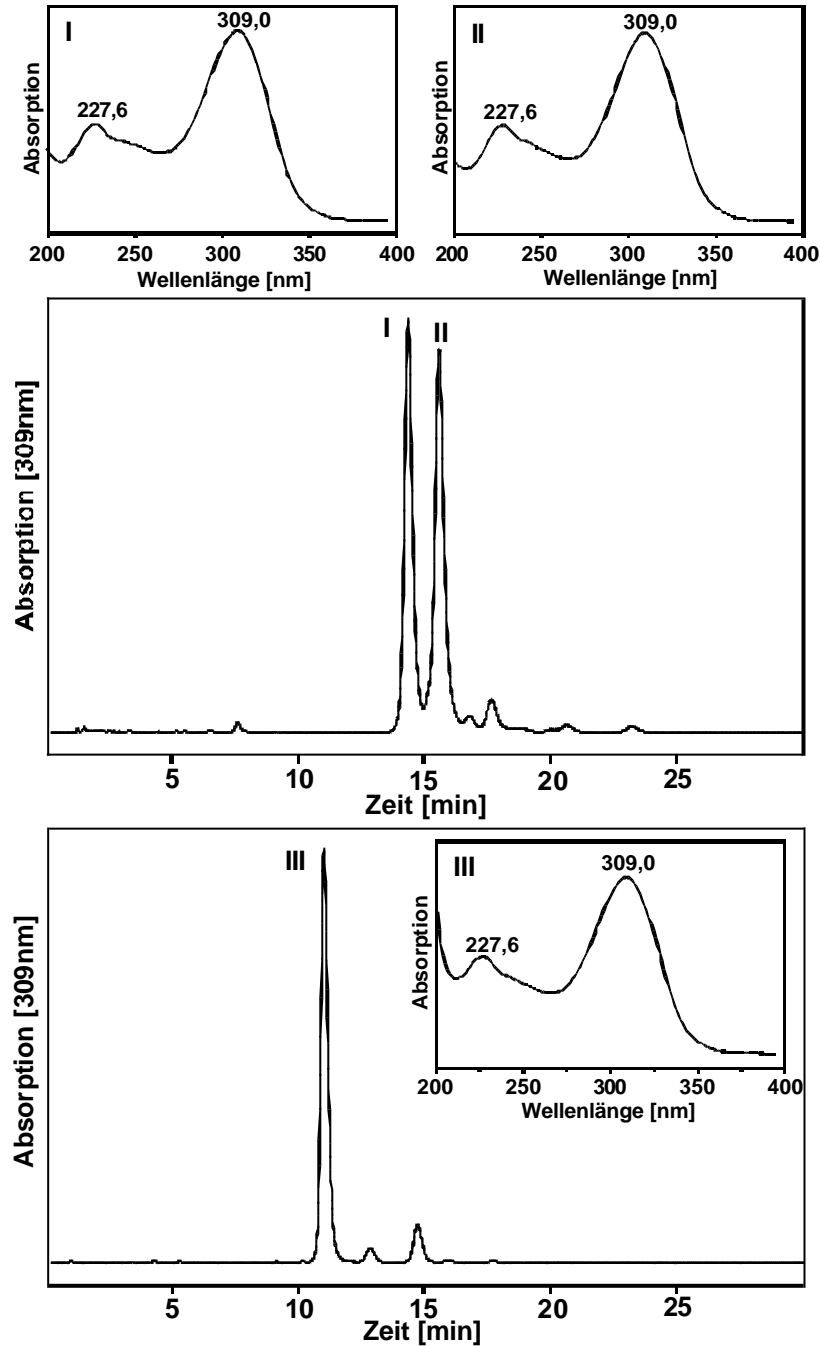 I
309,0
227,6
Absorption
200 250 300 350 400
Wellenlänge [nm]
II
309,0
227,6
Absorption
200 250 300 350 400
Wellenlänge [nm]
I II
Absorption [309nm]
5 10 15 20 25
Zeit [min]
III
Absorption [309nm]
5 10 15 20 25
Zeit [min]
III
309,0
227,6
Absorption
200 250 300 350 400
Wellenlänge [nm]